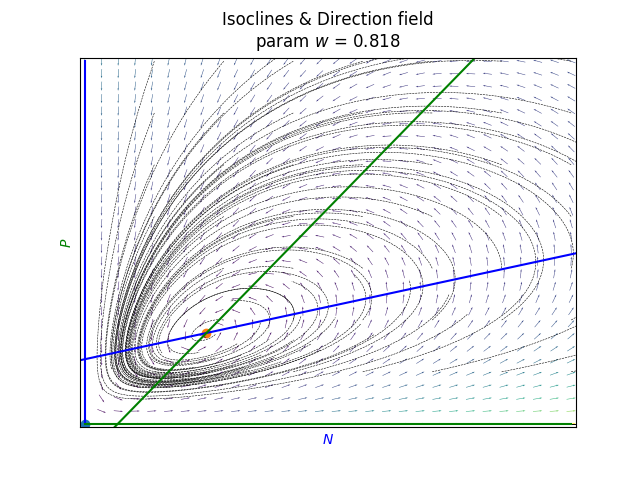 Isoclines & Direction field
param w = 0.818
P
N